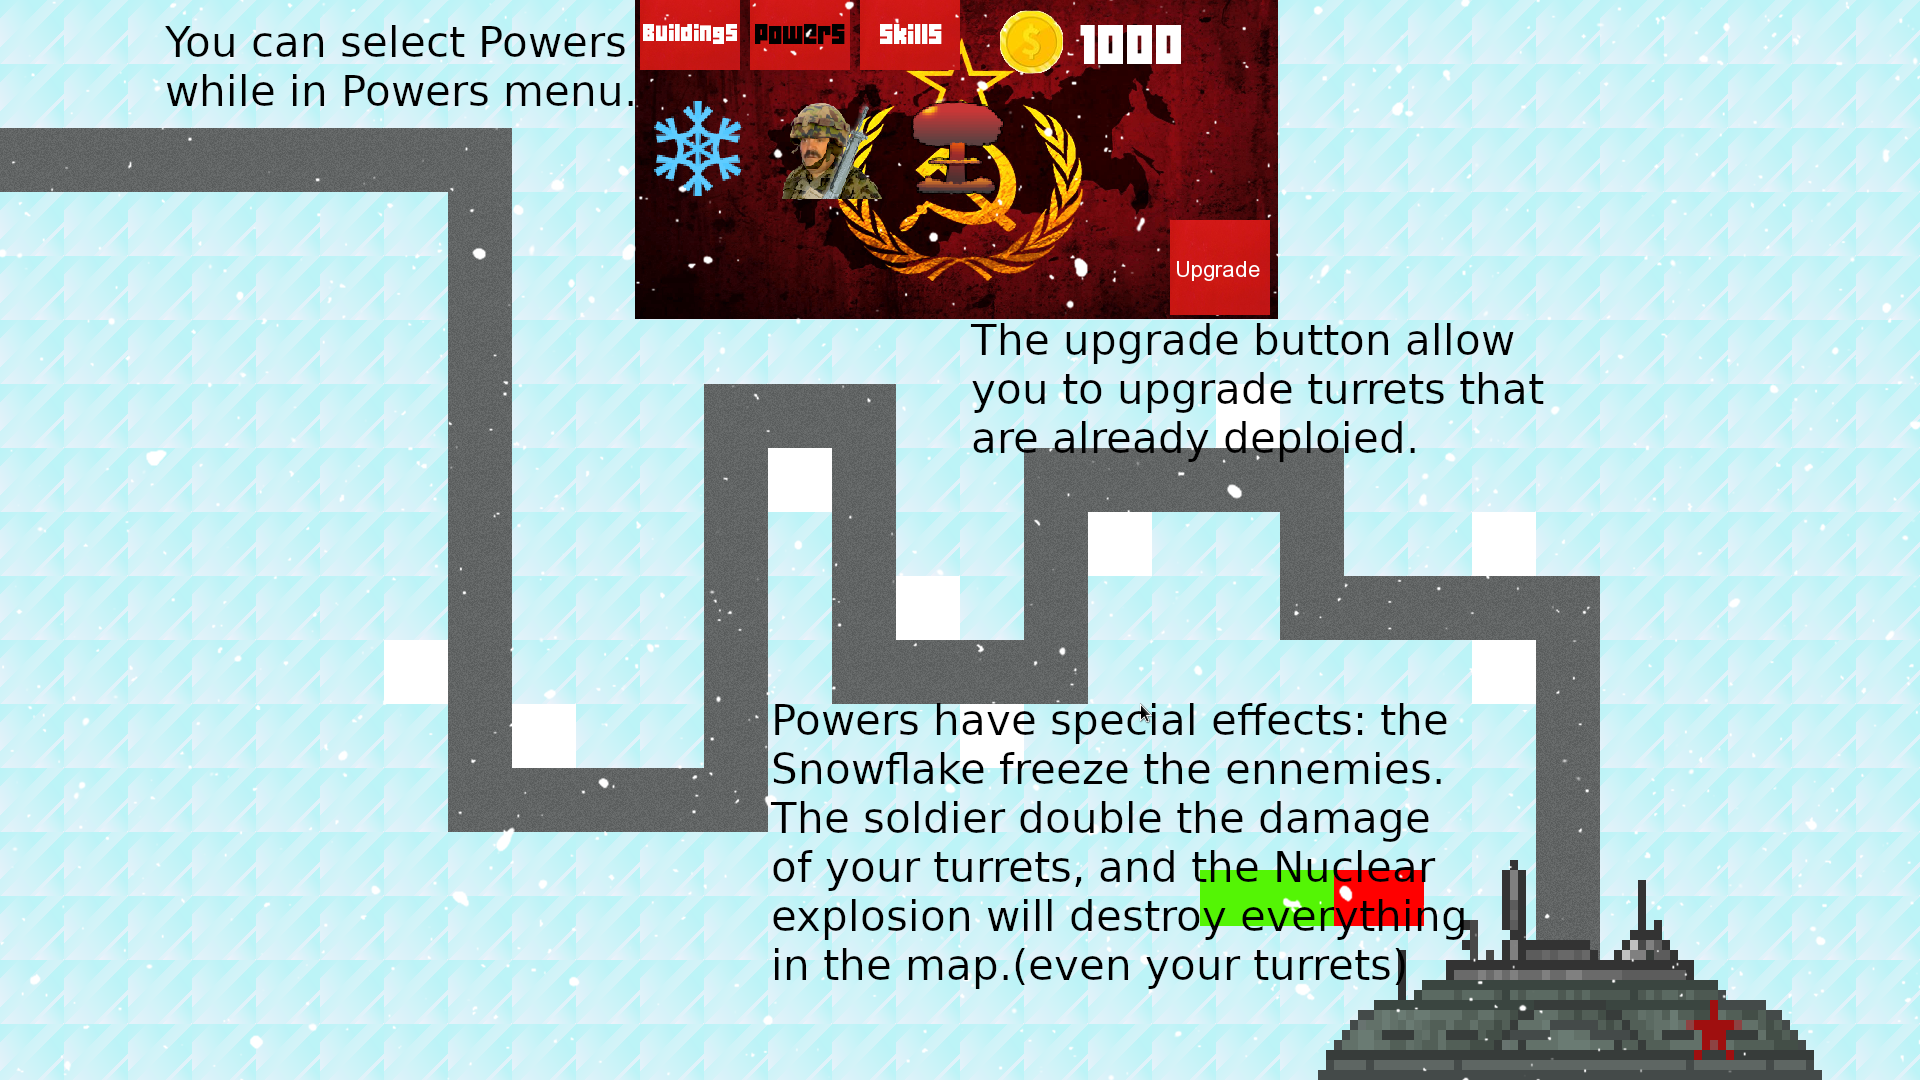 You can select Powers
while in Powers menu.
Buildings Powers Skills 1000
Upgrade
The upgrade button allow
you to upgrade turrets that
are already deploied.
Powers have special effects: the
Snowflake freeze the ennemies.
The soldier double the damage
of your turrets, and the Nuclear
explosion will destroy everything
in the map.(even your turrets)